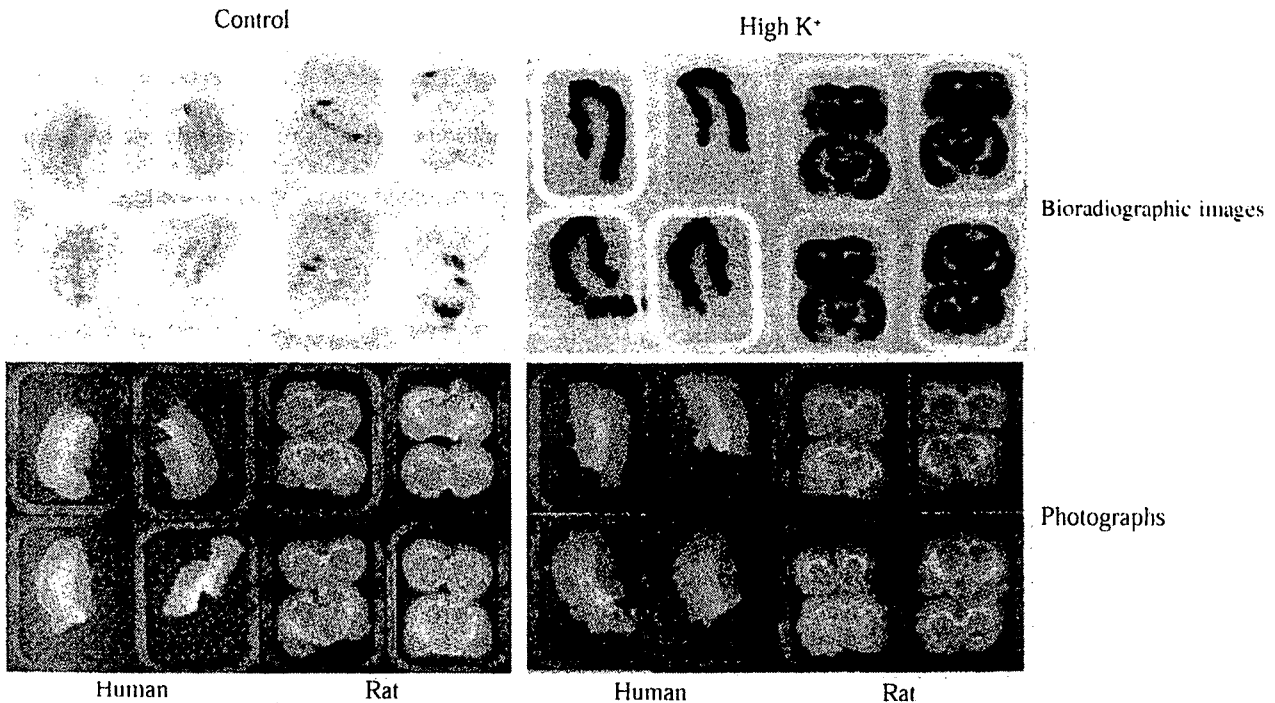 Control
High K⁺
Bioradiographic images
Photographs
Human
Rat
Human
Rat